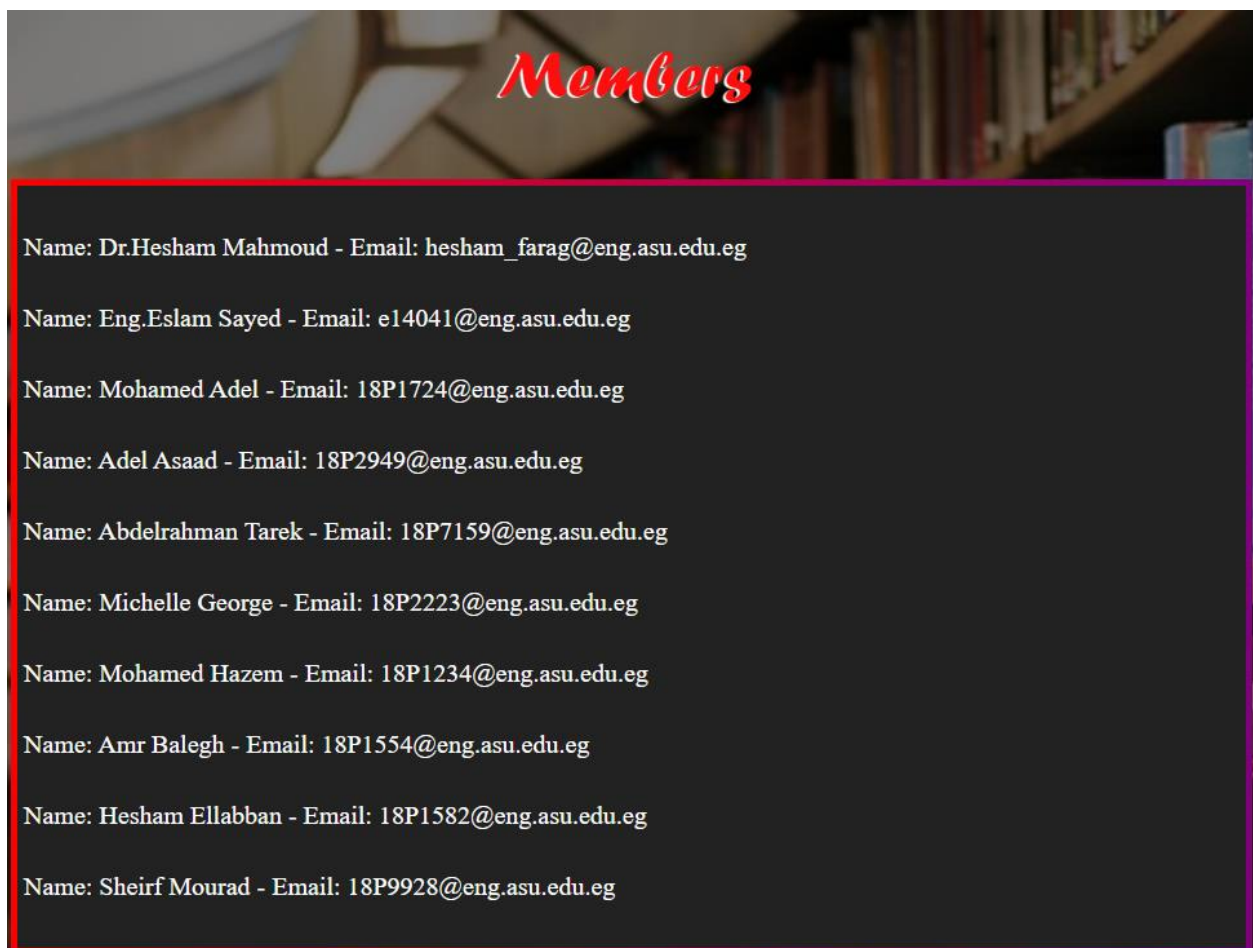 Members
Name: Dr.Hesham Mahmoud - Email: hesham_farag@eng.asu.edu.eg
Name: Eng.Eslam Sayed - Email: e14041@eng.asu.edu.eg
Name: Mohamed Adel - Email: 18P1724@eng.asu.edu.eg
Name: Adel Asaad - Email: 18P2949@eng.asu.edu.eg
Name: Abdelrahman Tarek - Email: 18P7159@eng.asu.edu.eg
Name: Michelle George - Email: 18P2223@eng.asu.edu.eg
Name: Mohamed Hazem - Email: 18P1234@eng.asu.edu.eg
Name: Amr Balegh - Email: 18P1554@eng.asu.edu.eg
Name: Hesham Ellabban - Email: 18P1582@eng.asu.edu.eg
Name: Sheirf Mourad - Email: 18P9928@eng.asu.edu.eg